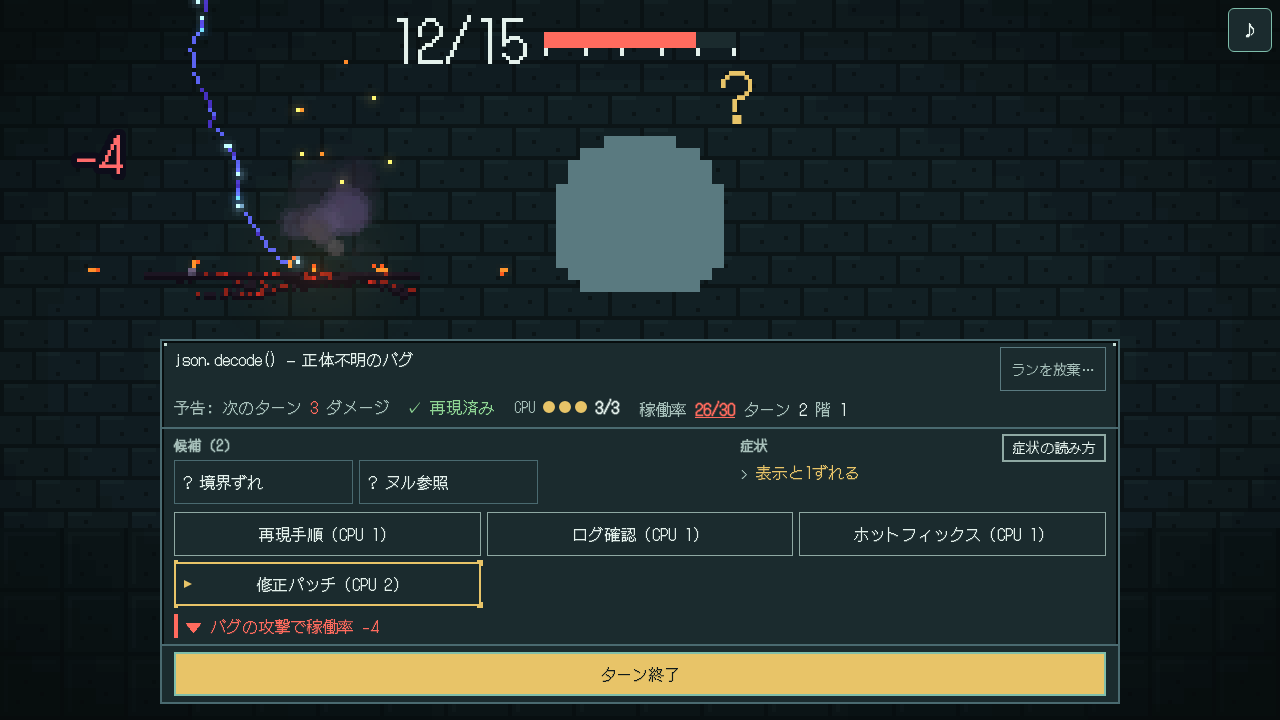 12/15
♪
?
-4
json.decode() - 正体不明のバグ
ランを放棄…
予告: 次のターン 3 ダメージ ✓ 再現済み CPU 3/3 稼働率 26/30 ターン 2 階 1
候補 (2)
症状
症状の読み方
? 境界ずれ
? ヌル参照
> 表示と1ずれる
再現手順 (CPU 1)
ログ確認 (CPU 1)
ホットフィックス (CPU 1)
▶ 修正パッチ (CPU 2)
▼ バグの攻撃で稼働率 -4
ターン終了